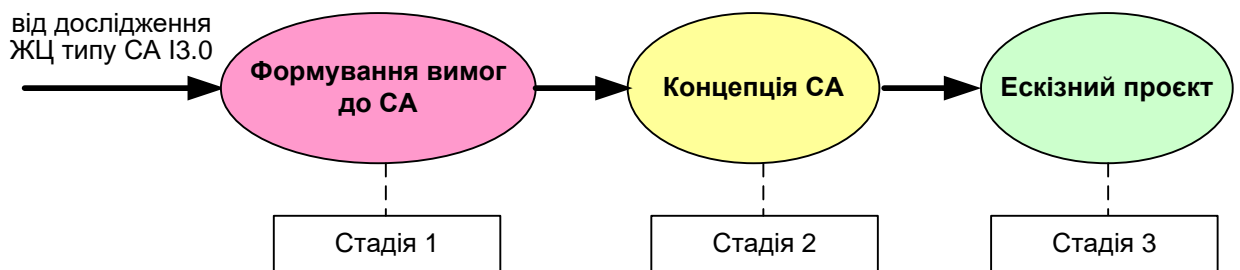 від дослідження
ЖЦ типу СА І3.0
Формування вимог
до СА
Концепція СА
Ескізний проєкт
Стадія 1
Стадія 2
Стадія 3